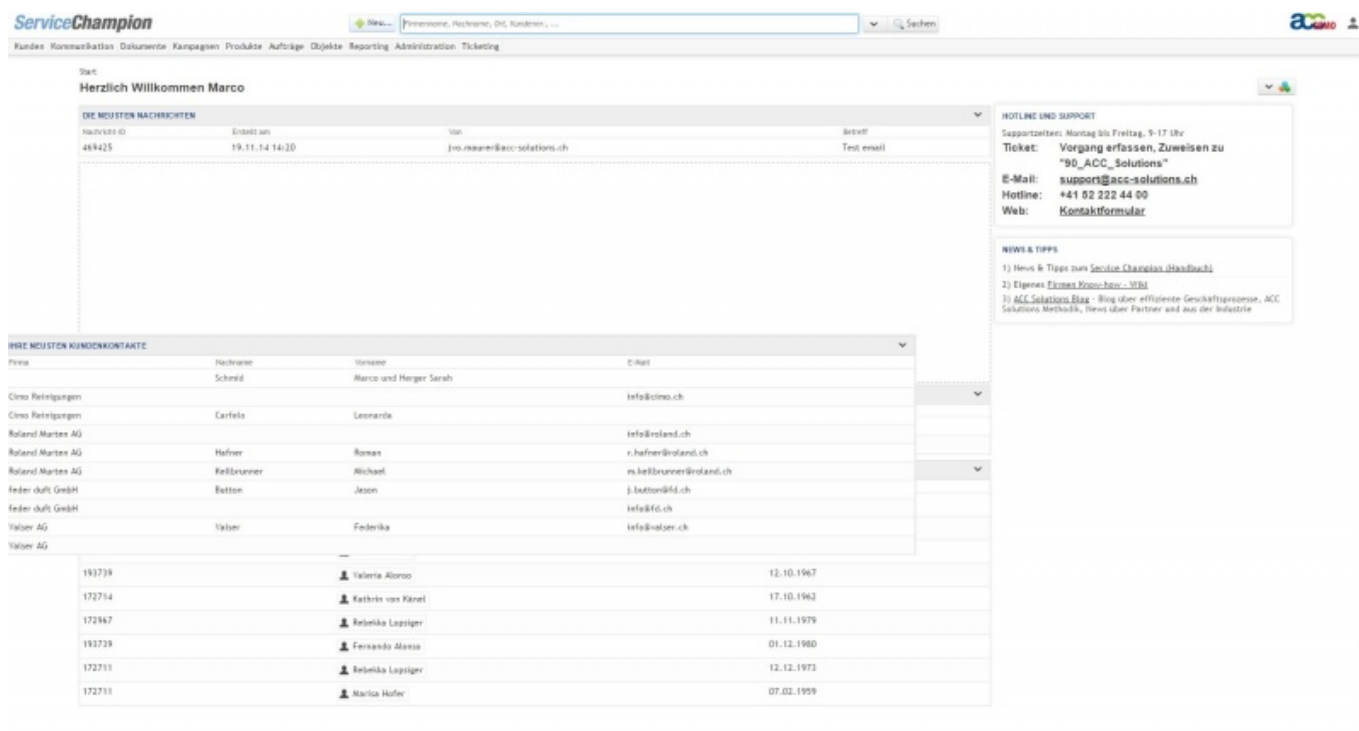 ServiceChampion
Neu... Firmenname, Nachname, Ort, Kundennr., ... Suchen
Kunden Kommunikation Dokumente Kampagnen Produkte Aufträge Objekte Reporting Administration Ticketing
Start
Herzlich Willkommen Marco
DIE NEUSTEN NACHRICHTEN
Nachricht-ID Erstellt am Von Betreff
469425 19.11.14 14:20 jvo.maurer@acc-solutions.ch Test email
HOTLINE UND SUPPORT
Supportzeiten: Montag bis Freitag, 9-17 Uhr
Ticket: Vorgang erfassen, Zuweisen zu
"90_ACC_Solutions"
E-Mail: support@acc-solutions.ch
Hotline: +41 52 222 44 00
Web: Kontaktformular
NEWS & TIPPS
1) News & Tipps zum Service Champion (Handbuch)
2) Eigenes Firmen Know-how - Wiki
3) ACC Solutions Blog - Blog über effiziente Geschäftsprozesse, ACC
Solutions Methodik, News über Partner und aus der Industrie
IHRE NEUSTEN KUNDENKONTAKTE
Firma Nachname Vorname E-Mail
Schmid Marco und Herger Sarah
Cimo Reinigungen info@cimo.ch
Cimo Reinigungen Carfelo Leonarda
Roland Murten AG info@roland.ch
Roland Murten AG Hafner Roman r.hafner@roland.ch
Roland Murten AG Kellbrunner Michael m.kellbrunner@roland.ch
feder duft GmbH Button Jason j.button@fd.ch
feder duft GmbH info@fd.ch
Valser AG Valser Federika info@valser.ch
Valser AG
193739 Valeria Alonso 12.10.1967
172714 Kathrin von Känel 17.10.1962
172967 Rebekka Lopsiger 11.11.1979
193739 Fernando Alonso 01.12.1980
172711 Rebekka Lopsiger 12.12.1973
172711 Marisa Hofer 07.02.1959